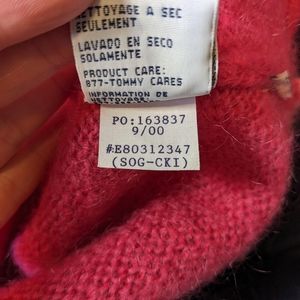 NETTOYAGE A SEC
SEULEMENT
LAVADO EN SECO
SOLAMENTE
PRODUCT CARE:
877-TOMMY CARES
INFORMATION DE
NETTOYAGE:
PO:163837
9/00
#E80312347
(SOG-CKI)